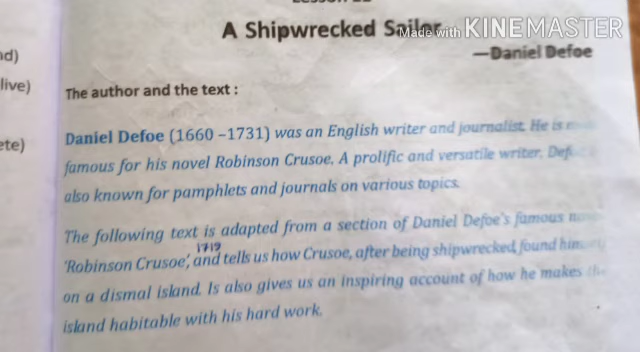 A Shipwrecked Sailor
Made with KINEMASTER
—Daniel Defoe
live)
The author and the text :
ete)
Daniel Defoe (1660 –1731) was an English writer and journalist. He is
famous for his novel Robinson Crusoe. A prolific and versatile writer,
also known for pamphlets and journals on various topics.
The following text is adapted from a section of Daniel Defoe's famous
1719
'Robinson Crusoe', and tells us how Crusoe, after being shipwrecked, found
on a dismal island. Is also gives us an inspiring account of how he makes the
island habitable with his hard work.